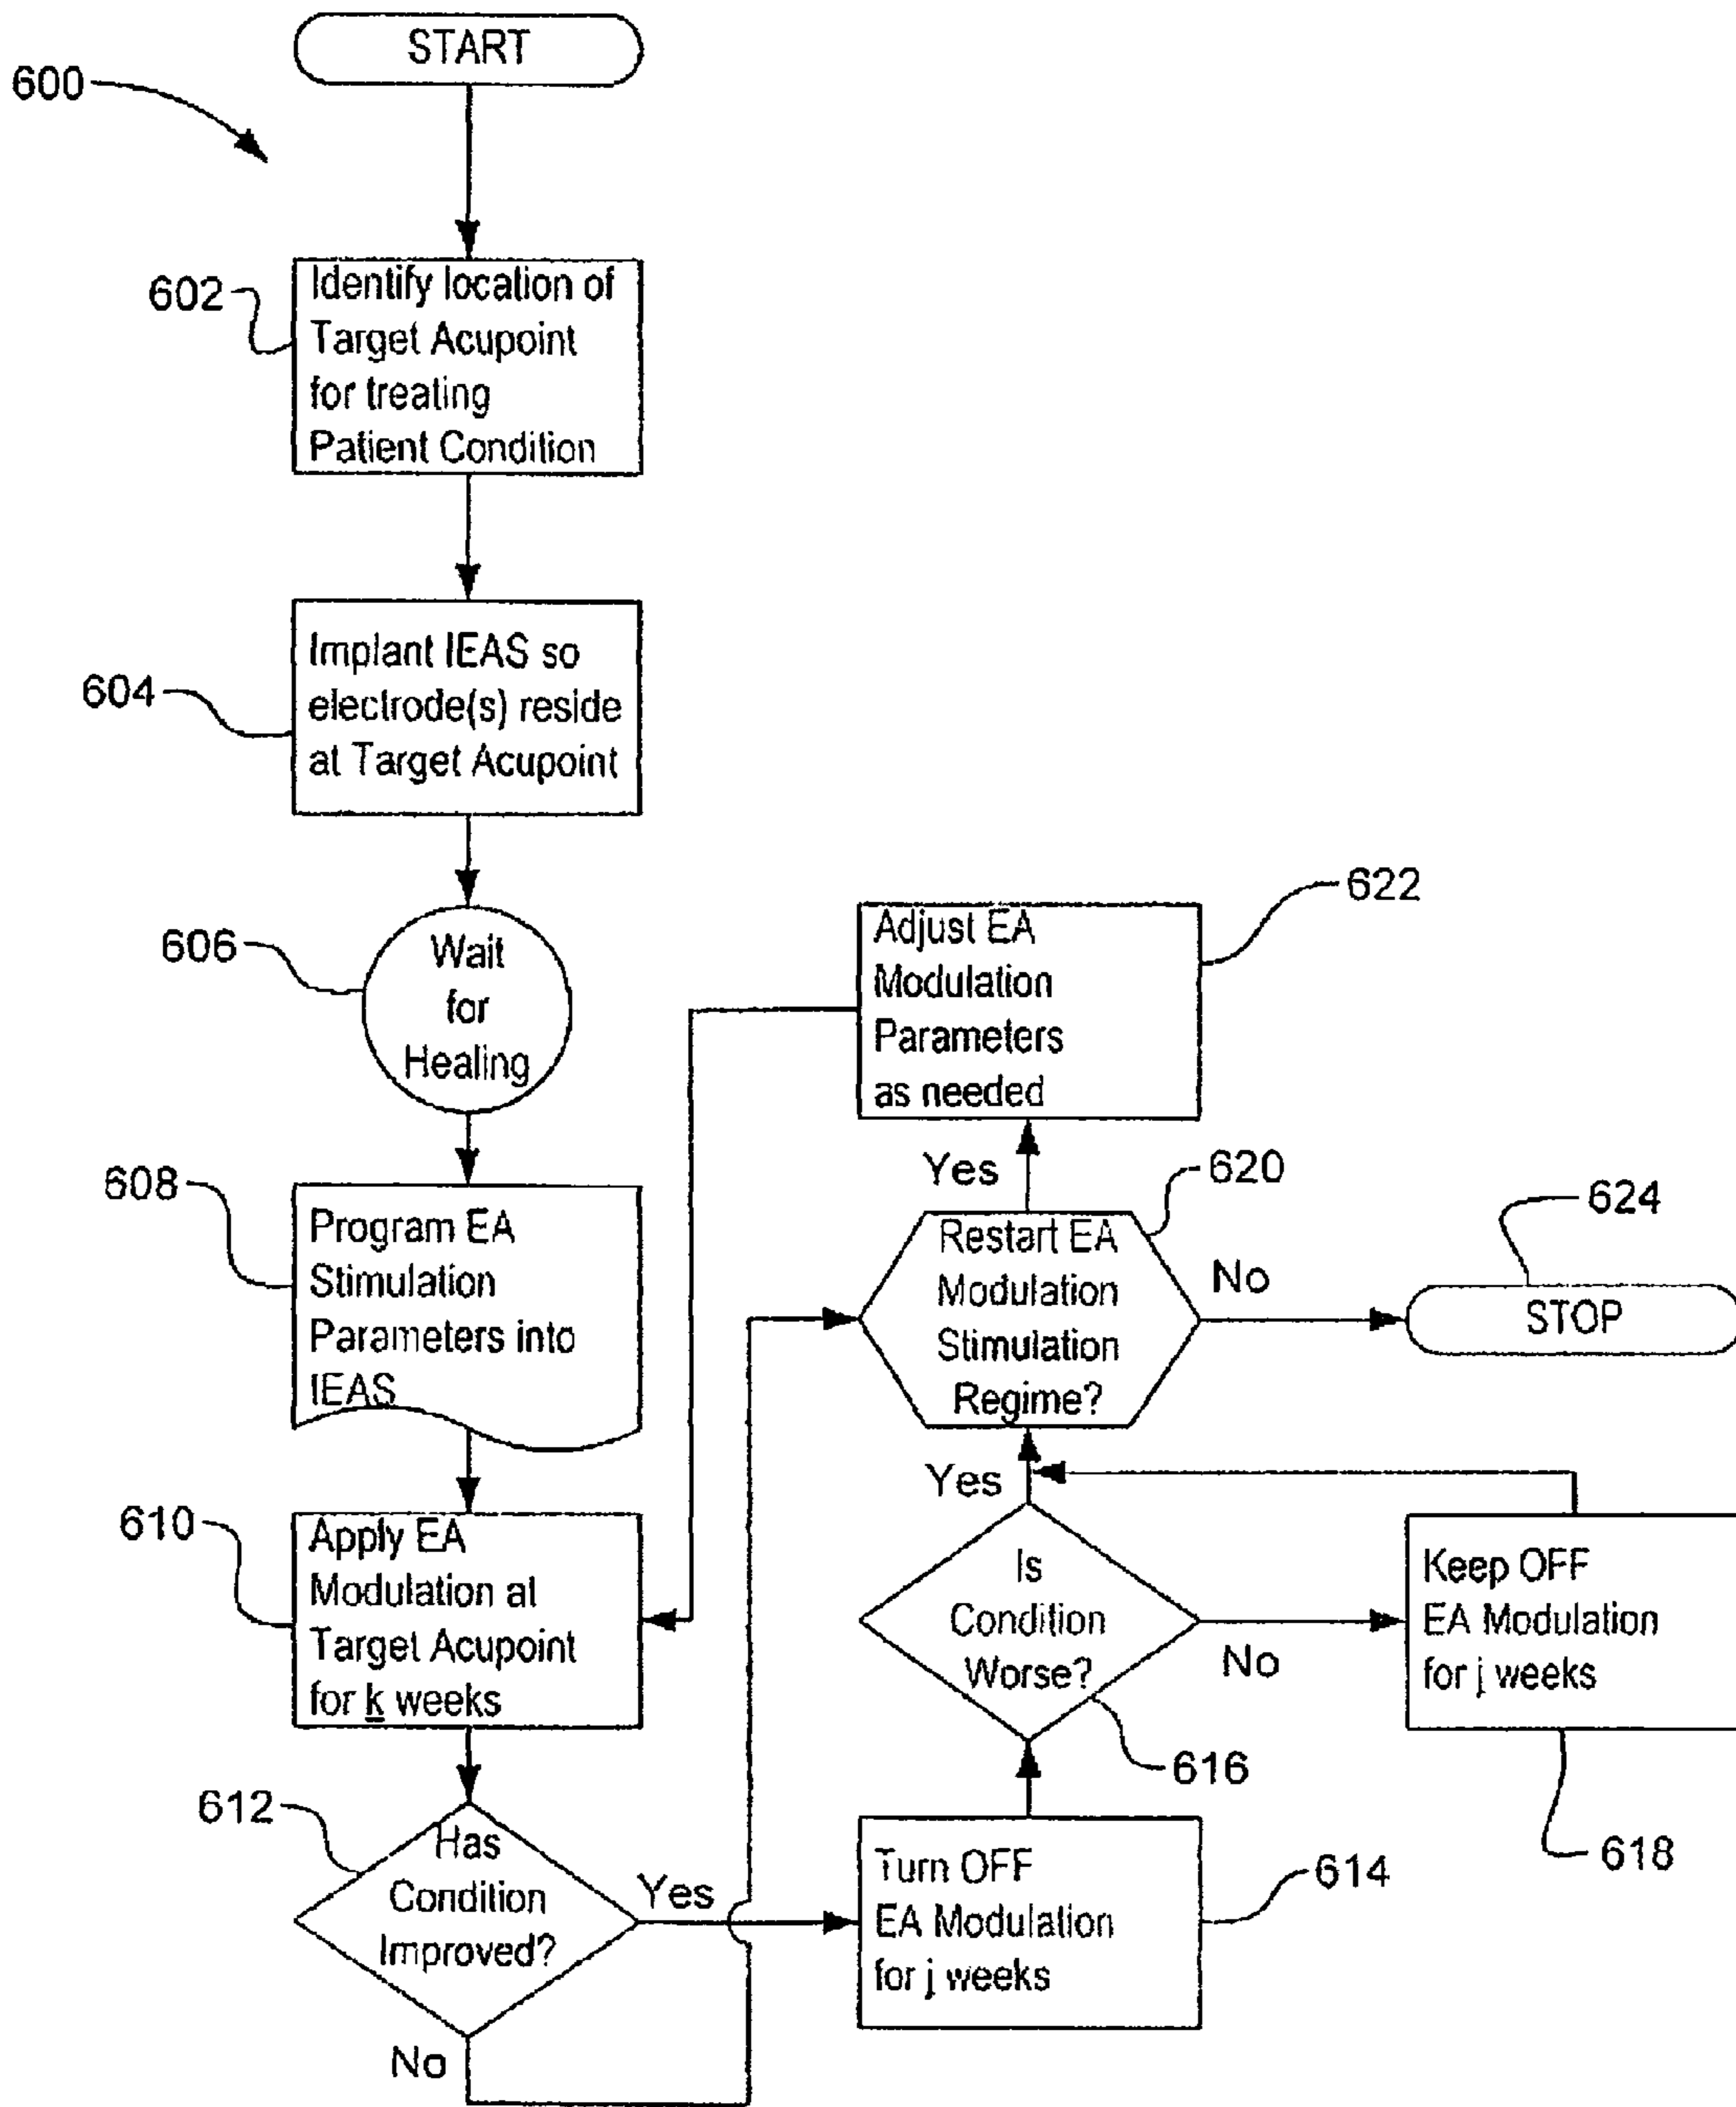 START
600
602
Identify location of
Target Acupoint
for treating
Patient Condition
604
Implant IEAS so
electrode(s) reside
at Target Acupoint
606
Wait
for
Healing
608
Program EA
Stimulation
Parameters into
IEAS
610
Apply EA
Modulation at
Target Acupoint
for k weeks
612
Has
Condition
Improved?
Yes
No
614
Turn OFF
EA Modulation
for j weeks
616
Is
Condition
Worse?
Yes
No
618
Keep OFF
EA Modulation
for j weeks
620
Restart EA
Modulation
Stimulation
Regime?
Yes
No
622
Adjust EA
Modulation
Parameters
as needed
624
STOP